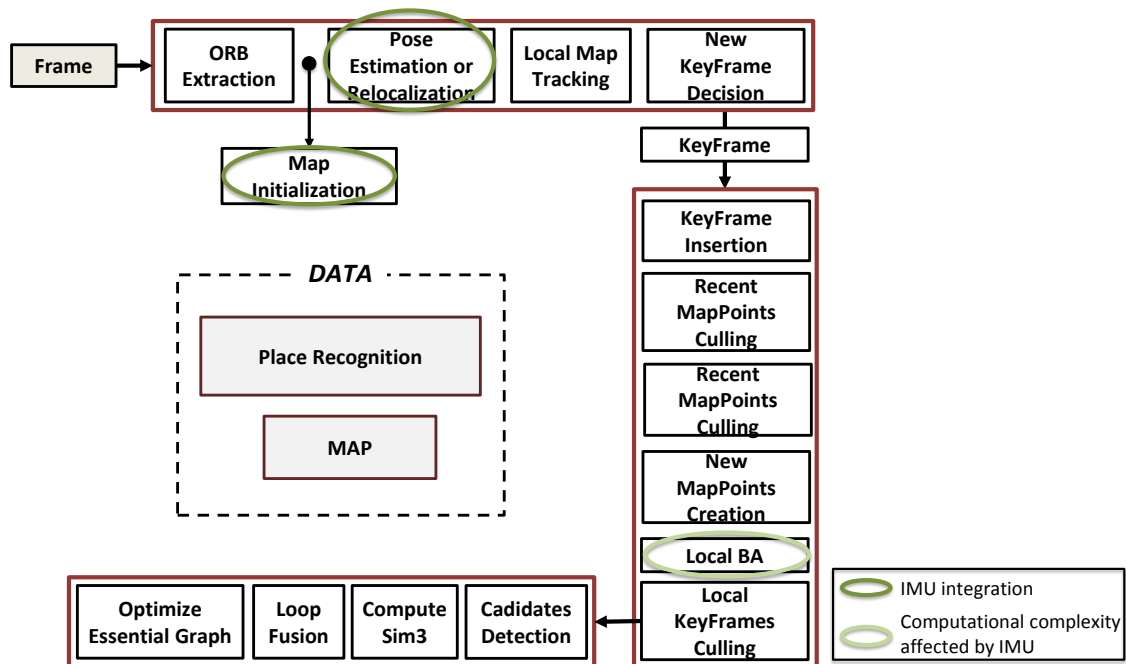 Frame
ORB
Extraction
Pose
Estimation or
Relocalization
Local Map
Tracking
New
KeyFrame
Decision
Map
Initialization
KeyFrame
KeyFrame
Insertion
Recent
MapPoints
Culling
Recent
MapPoints
Culling
New
MapPoints
Creation
Local BA
Local
KeyFrames
Culling
DATA
Place Recognition
MAP
Optimize
Essential Graph
Loop
Fusion
Compute
Sim3
Cadidates
Detection
IMU integration
Computational complexity
affected by IMU